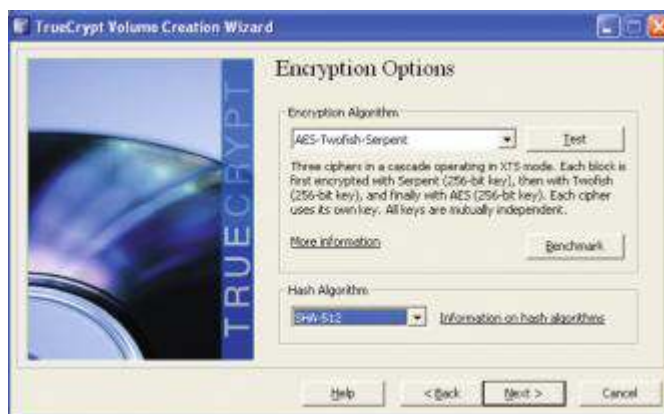 TrueCrypt Volume Creation Wizard
TRUECRYPT
Encryption Options
Encryption Algorithm
AES-Twofish-Serpent
Test
Three ciphers in a cascade operating in XTS mode. Each block is
first encrypted with Serpent (256-bit key), then with Twofish
(256-bit key), and finally with AES (256-bit key). Each cipher
uses its own key. All keys are mutually independent.
More information
Benchmark
Hash Algorithm
SHA-512
Information on hash algorithms
Help
< Back
Next >
Cancel